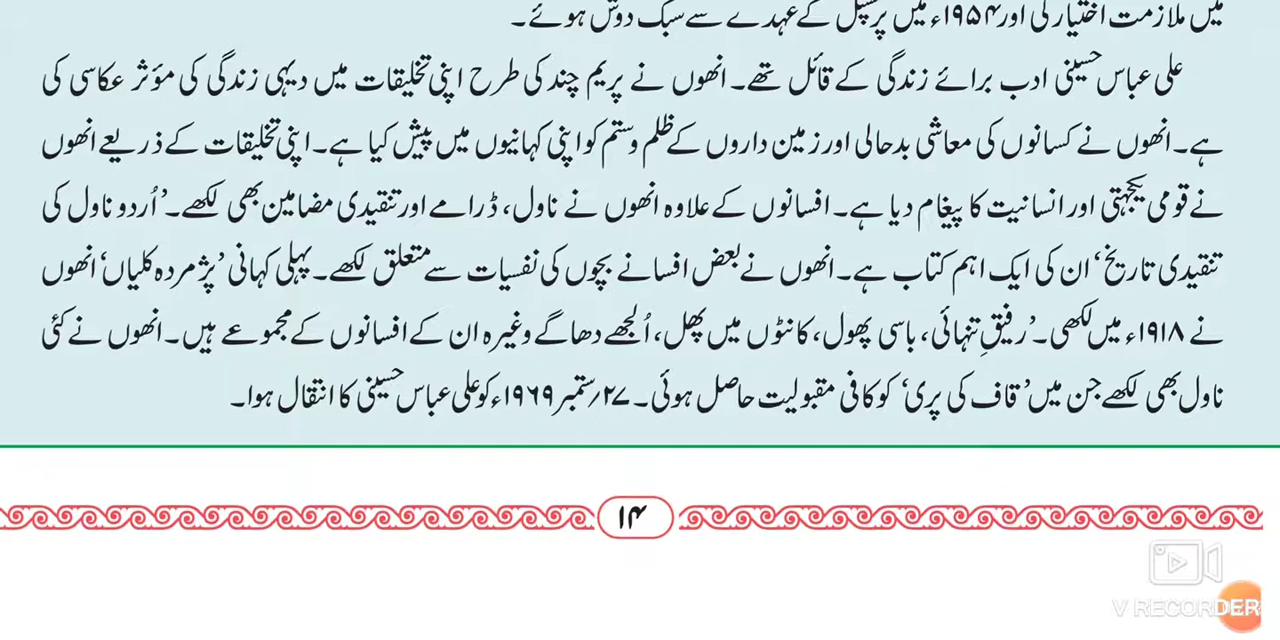 میں ملازمت اختیار کی اور ۱۹۵۴ء میں پرنسپل کے عہدے سے سبک دوش ہوئے۔
علی عباس حسینی ادب برائے زندگی کے قائل تھے۔ انھوں نے پریم چند کی طرح اپنی تخلیقات میں دیہی زندگی کی مؤثر عکاسی کی
ہے۔ انھوں نے کسانوں کی معاشی بدحالی اور زمین داروں کے ظلم و ستم کو اپنی کہانیوں میں پیش کیا ہے۔ اپنی تخلیقات کے ذریعے انھوں
نے قومی یکجہتی اور انسانیت کا پیغام دیا ہے۔ افسانوں کے علاوہ انھوں نے ناول، ڈرامے اور تنقیدی مضامین بھی لکھے۔ 'اُردو ناول کی
تنقیدی تاریخ' ان کی ایک اہم کتاب ہے۔ انھوں نے بعض افسانے بچوں کی نفسیات سے متعلق لکھے۔ پہلی کہانی 'پژمردہ کلیاں' انھوں
نے ۱۹۱۸ء میں لکھی۔ 'رفیقِ تنہائی، باسی پھول، کانٹوں میں پھل، اُلجھے دھاگے وغیرہ ان کے افسانوں کے مجموعے ہیں۔ انھوں نے کئی
ناول بھی لکھے جن میں 'قاف کی پری' کو کافی مقبولیت حاصل ہوئی۔ ۲۷؍ستمبر ۱۹۶۹ء کو علی عباس حسینی کا انتقال ہوا۔
۱۴
V RECORDER